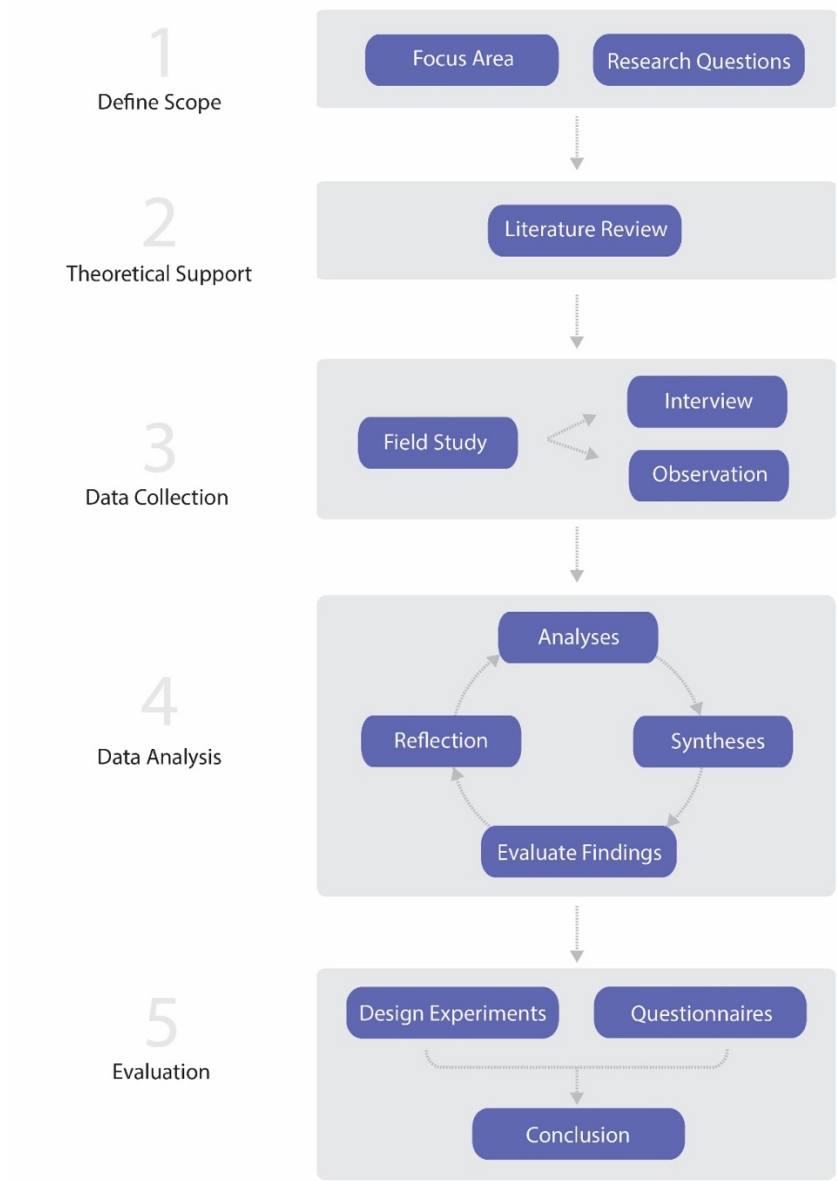 1
Define Scope
Focus Area
Research Questions
2
Theoretical Support
Literature Review
3
Data Collection
Field Study
Interview
Observation
4
Data Analysis
Analyses
Reflection
Syntheses
Evaluate Findings
5
Evaluation
Design Experiments
Questionnaires
Conclusion